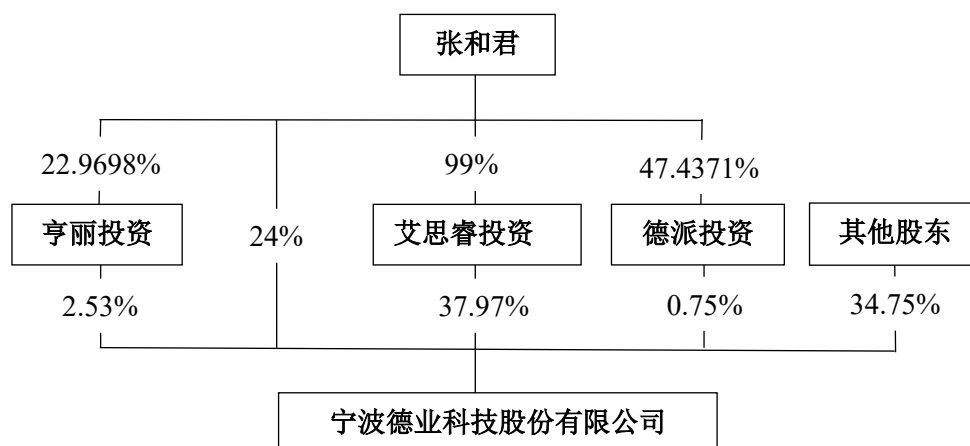 张和君
22.9698%
99%
47.4371%
亨丽投资
24%
艾思睿投资
德派投资
其他股东
2.53%
37.97%
0.75%
34.75%
宁波德业科技股份有限公司